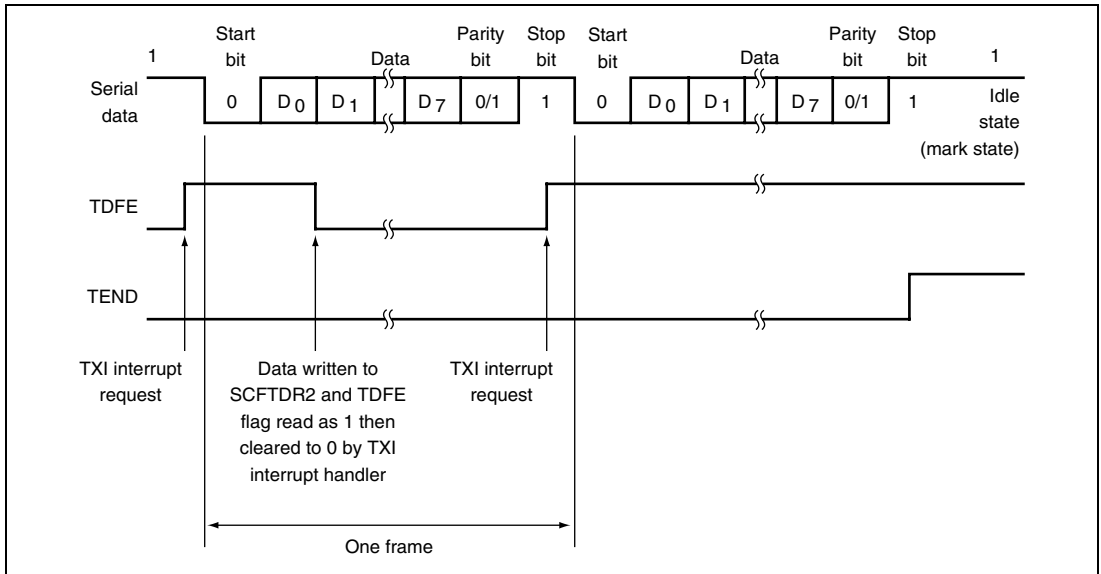 Start bit
Data
Parity bit
Stop bit
Start bit
Data
Parity bit
Stop bit
1
1
Serial data
0
D0
D1
D7
0/1
1
0
D0
D1
D7
0/1
1
Idle state (mark state)
TDFE
TEND
TXI interrupt
request
Data written to
SCFTDR2 and TDFE
flag read as 1 then
cleared to 0 by TXI
interrupt handler
TXI interrupt
request
One frame